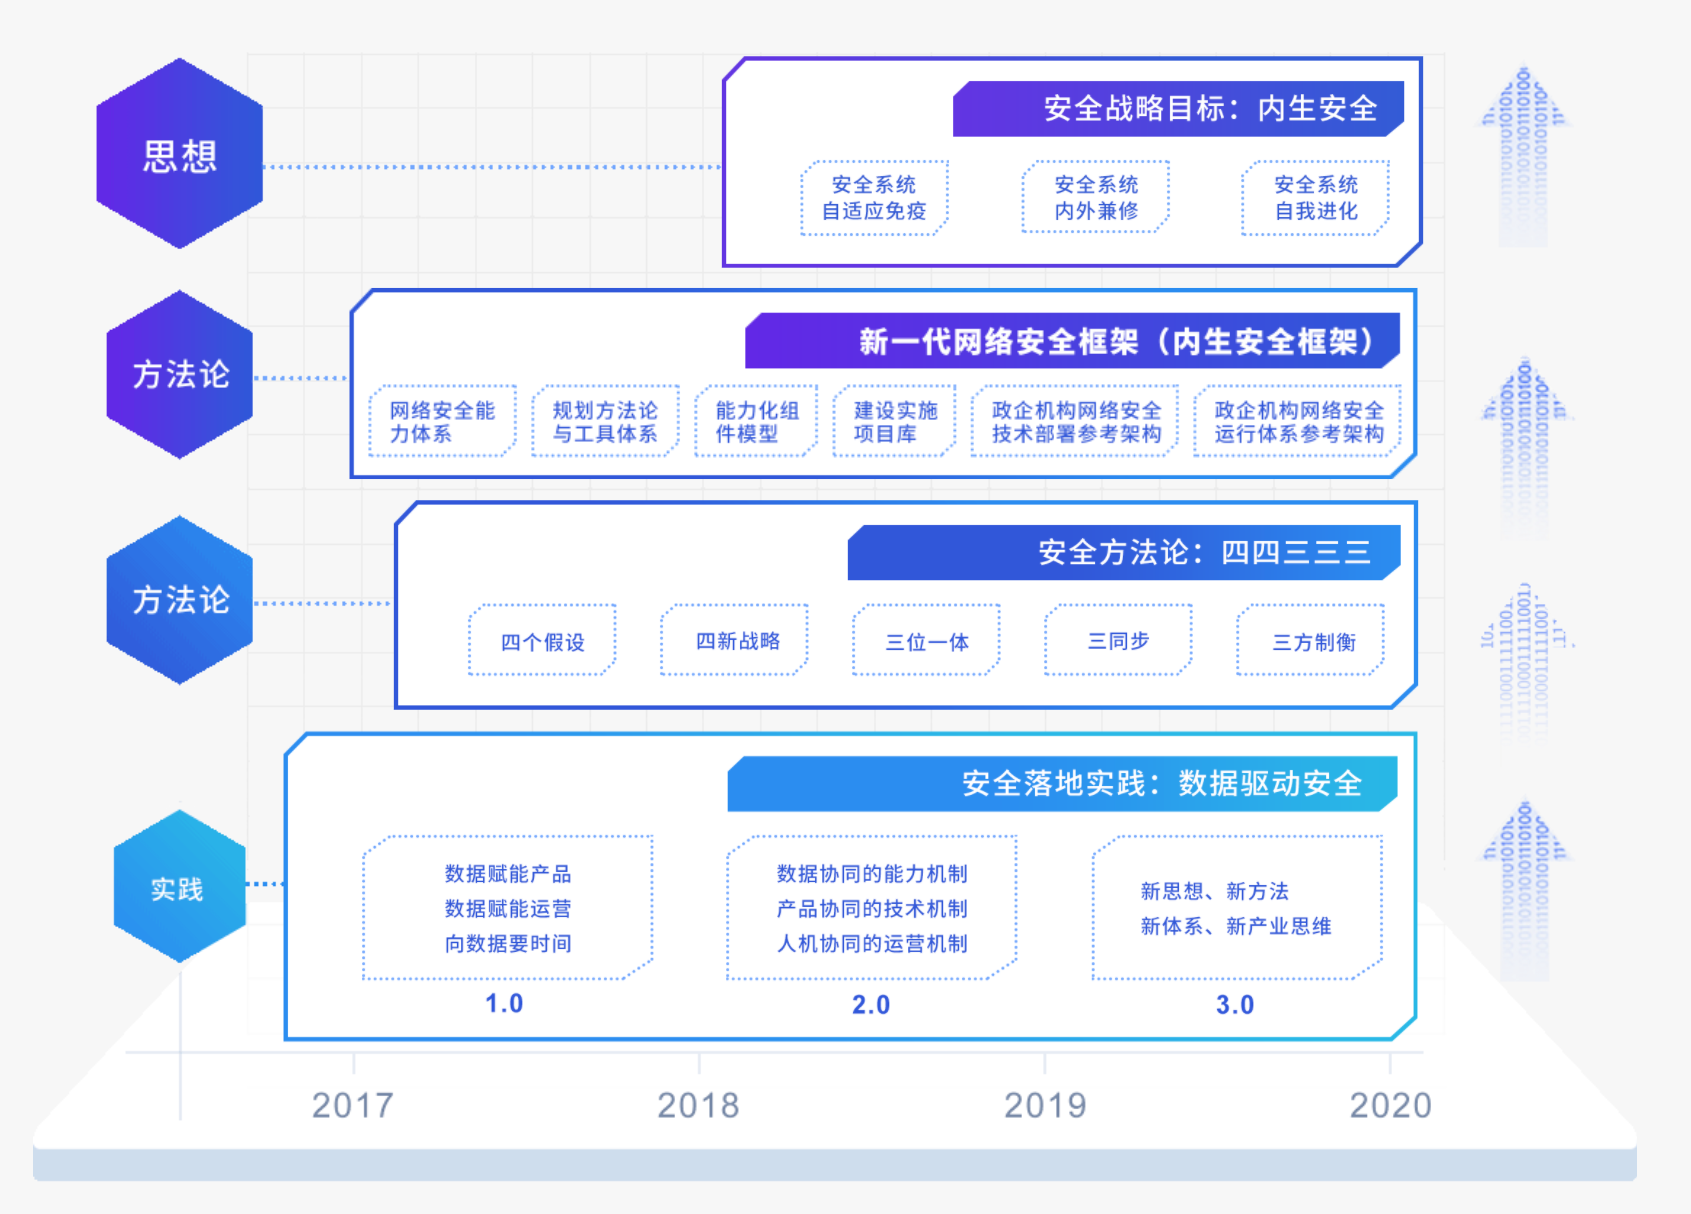 思想
安全战略目标：内生安全
安全系统
自适应免疫
安全系统
内外兼修
安全系统
自我进化
方法论
新一代网络安全框架（内生安全框架）
网络安全能
力体系
规划方法论
与工具体系
能力化组
件模型
建设实施
项目库
政企机构网络安全
技术部署参考架构
政企机构网络安全
运行体系参考架构
方法论
安全方法论：四四三三三
四个假设
四新战略
三位一体
三同步
三方制衡
实践
安全落地实践：数据驱动安全
数据赋能产品
数据赋能运营
向数据要时间
1.0
数据协同的能力机制
产品协同的技术机制
人机协同的运营机制
2.0
新思想、新方法
新体系、新产业思维
3.0
2017
2018
2019
2020